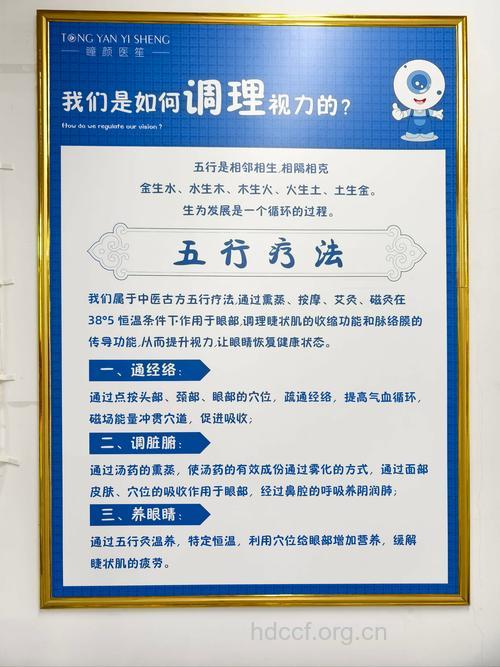 TONG YAN YI SHENG
瞳颜医笙
我们是如何调理视力的?
How do we regulate our vision ?
五行是相邻相生,相隔相克
金生水、水生木、木生火、火生土、土生金。
生为发展是一个循环的过程。
五行疗法
我们属于中医古方五行疗法,通过熏蒸、按摩、艾灸、磁灸在
38°5 恒温条件下作用于眼部,调理睫状肌的收缩功能和脉络膜的
传导功能,从而提升视力,让眼睛恢复健康状态。
一、通经络:
通过点按头部、颈部、眼部的穴位，疏通经络，提高气血循环，
磁场能量冲贯穴道，促进吸收;
二、调脏腑:
通过汤药的熏蒸，使汤药的有效成份通过雾化的方式，通过面部
皮肤、穴位的吸收作用于眼部，经过鼻腔的呼吸养阴润肺;
三、养眼睛:
通过五行灸温养，特定恒温，利用穴位给眼部增加营养，缓解
睫状肌的疲劳。
hdccf.org.cn